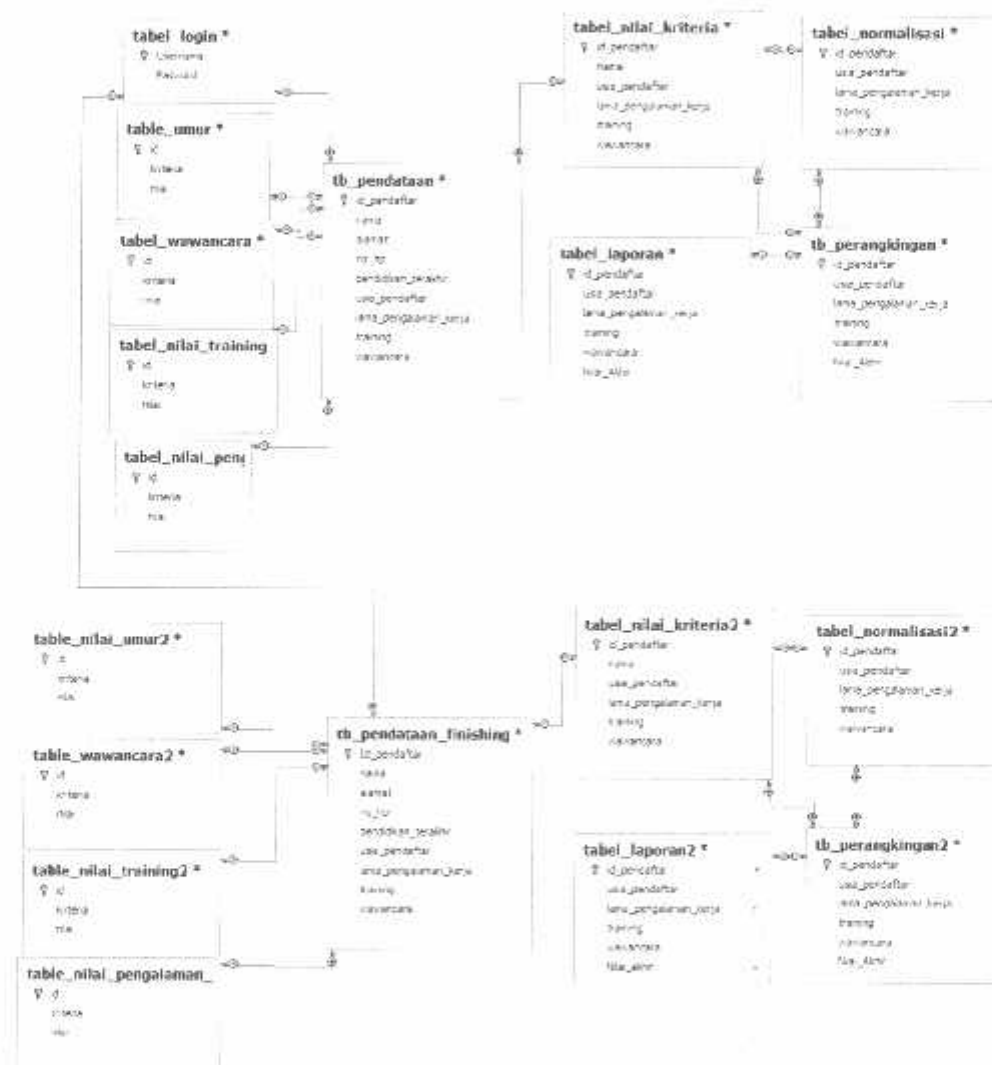 tabel_login *
Username
Password
table_umur *
id
kriteria
nilai
tabel_wawancara *
id
kriteria
nilai
tabel_nilai_training
id
kriteria
nilai
tabel_nilai_peng
id
kriteria
nilai
tb_pendataan *
id_pendaftar
nama
alamat
no_hp
pendidikan_terakhir
usia_pendaftar
lama_pengalaman_kerja
training
wawancara
tabel_nilai_kriteria *
id_pendaftar
nama
usia_pendaftar
lama_pengalaman_kerja
training
wawancara
tabel_normalisasi *
id_pendaftar
usia_pendaftar
lama_pengalaman_kerja
training
wawancara
tabel_laporan *
id_pendaftar
usia_pendaftar
lama_pengalaman_kerja
training
wawancara
Nilai_Akhir
tb_perangkingan *
id_pendaftar
usia_pendaftar
lama_pengalaman_kerja
training
wawancara
Nilai_Akhir
table_nilai_umur2 *
id
kriteria
nilai
table_wawancara2 *
id
kriteria
nilai
table_nilai_training2 *
id
kriteria
nilai
table_nilai_pengalaman_
id
kriteria
nilai
tb_pendataan_finishing *
id_pendaftar
nama
alamat
no_hp
pendidikan_terakhir
usia_pendaftar
lama_pengalaman_kerja
training
wawancara
tabel_nilai_kriteria2 *
id_pendaftar
nama
usia_pendaftar
lama_pengalaman_kerja
training
wawancara
tabel_normalisasi2 *
id_pendaftar
usia_pendaftar
lama_pengalaman_kerja
training
wawancara
tabel_laporan2 *
id_pendaftar
usia_pendaftar
lama_pengalaman_kerja
training
wawancara
Nilai_akhir
tb_perangkingan2 *
id_pendaftar
usia_pendaftar
lama_pengalaman_kerja
training
wawancara
Nilai_Akhir